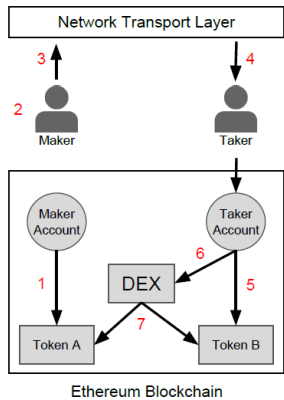 Network Transport Layer
3
4
2
Maker
Taker
Maker
Account
Taker
Account
6
1
DEX
5
7
Token A
Token B
Ethereum Blockchain